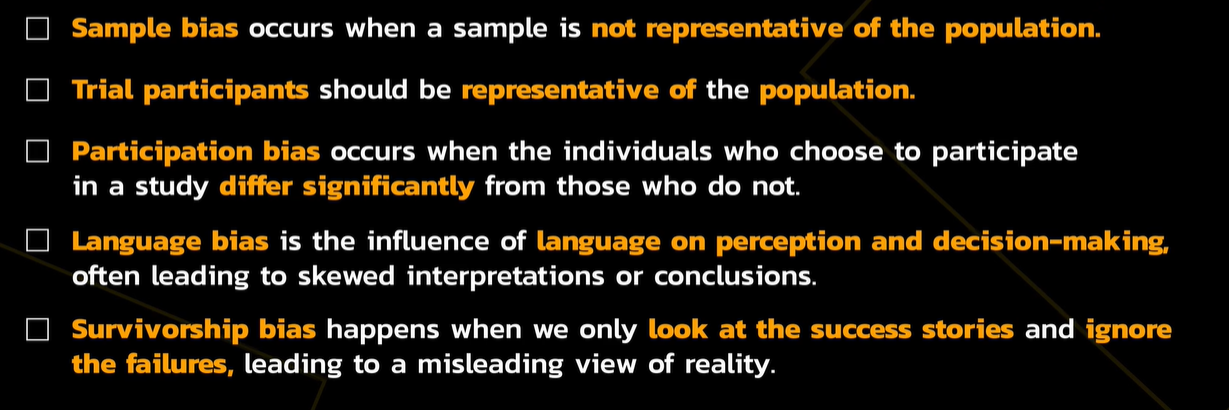 Sample bias occurs when a sample is not representative of the population.
Trial participants should be representative of the population.
Participation bias occurs when the individuals who choose to participate
in a study differ significantly from those who do not.
Language bias is the influence of language on perception and decision-making,
often leading to skewed interpretations or conclusions.
Survivorship bias happens when we only look at the success stories and ignore
the failures, leading to a misleading view of reality.